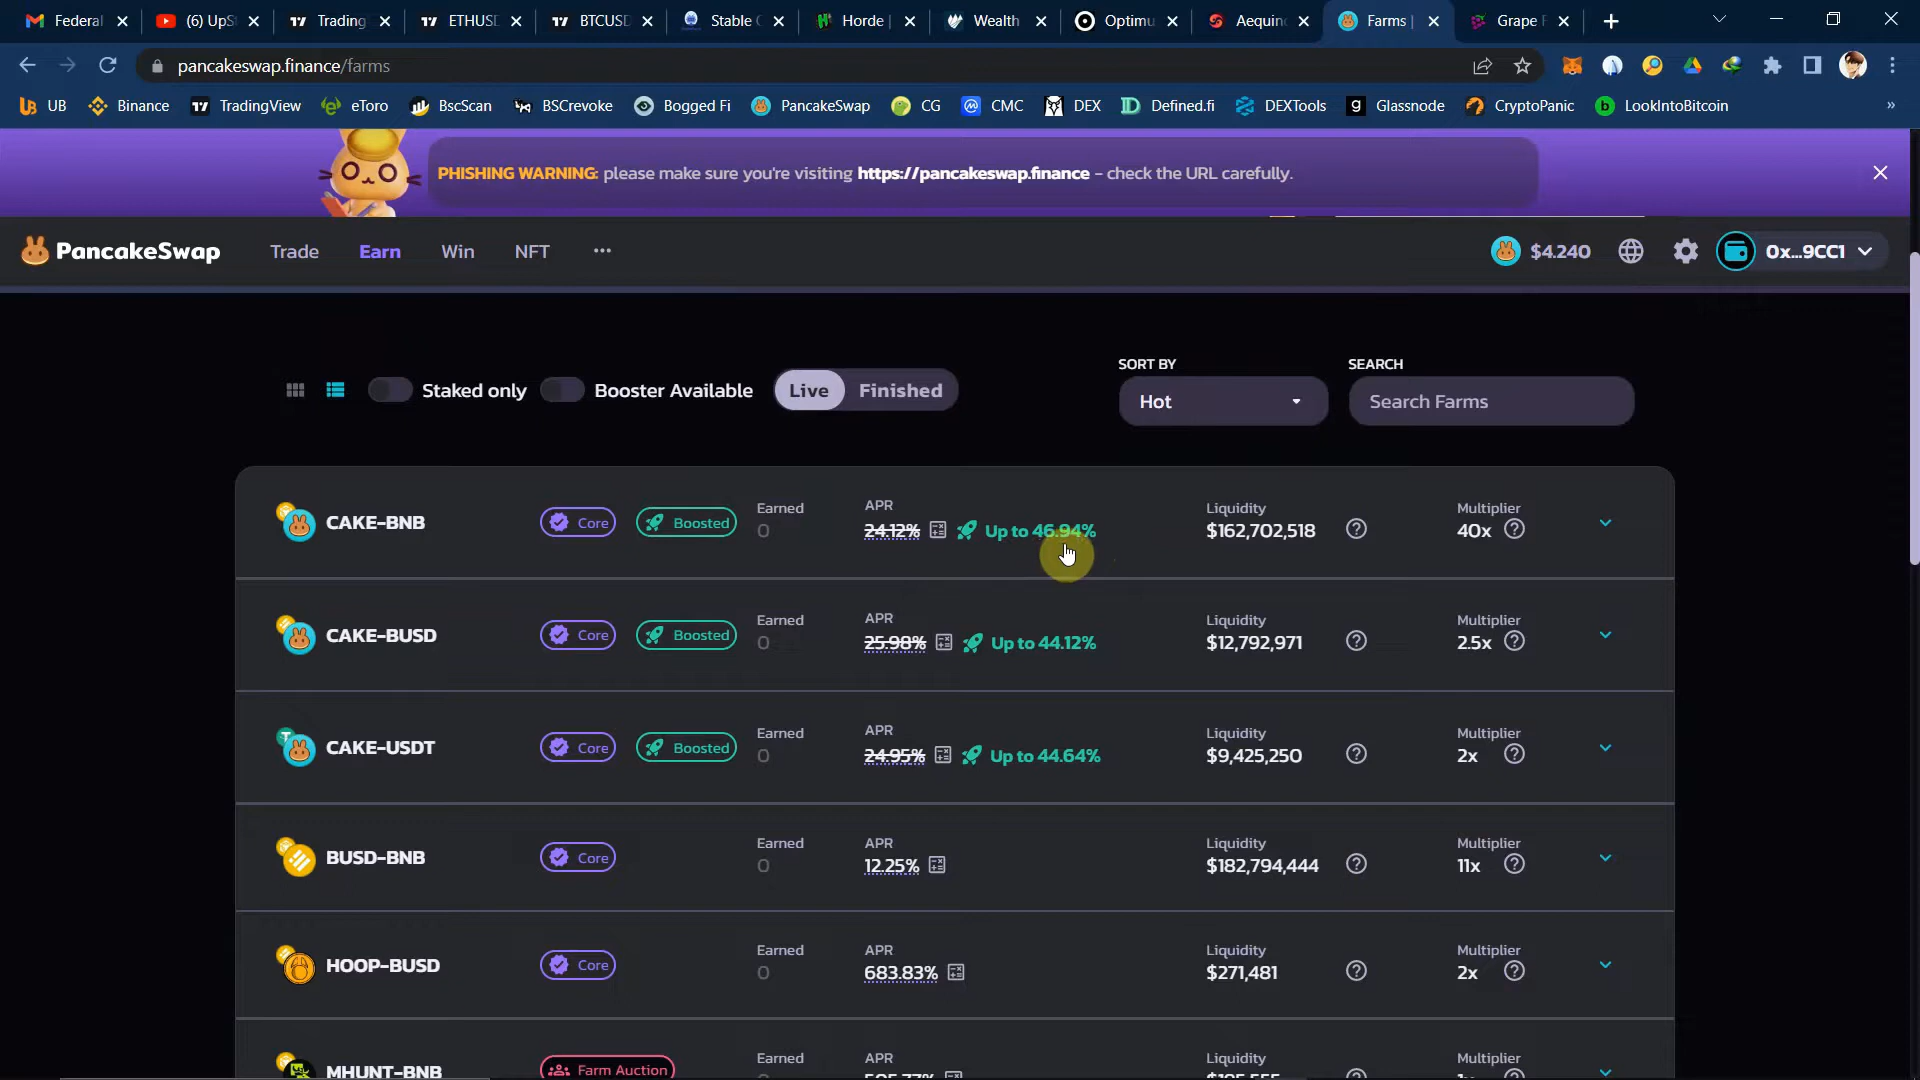 Federal
(6) UpS
Trading
ETHUSD
BTCUSD
Stable
Horde |
Wealth
Optimu
Aequin
Farms |
Grape F
pancakeswap.finance/farms
UB
Binance
TradingView
eToro
BscScan
BSCrevoke
Bogged Fi
PancakeSwap
CG
CMC
DEX
Defined.fi
DEXTools
Glassnode
CryptoPanic
LookIntoBitcoin
»
PHISHING WARNING: please make sure you're visiting https://pancakeswap.finance - check the URL carefully.
PancakeSwap
Trade
Earn
Win
NFT
$4.240
0x...9CC1
Staked only
Booster Available
Live
Finished
SORT BY
Hot
SEARCH
Search Farms
CAKE-BNB
Core
Boosted
Earned
0
APR
24.12%
Up to 46.94%
Liquidity
$162,702,518
Multiplier
40x
CAKE-BUSD
Core
Boosted
Earned
0
APR
25.98%
Up to 44.12%
Liquidity
$12,792,971
Multiplier
2.5x
CAKE-USDT
Core
Boosted
Earned
0
APR
24.95%
Up to 44.64%
Liquidity
$9,425,250
Multiplier
2x
BUSD-BNB
Core
Earned
0
APR
12.25%
Liquidity
$182,794,444
Multiplier
11x
HOOP-BUSD
Core
Earned
0
APR
683.83%
Liquidity
$271,481
Multiplier
2x
MHUNT-BNB
Farm Auction
Earned
APR
Liquidity
Multiplier